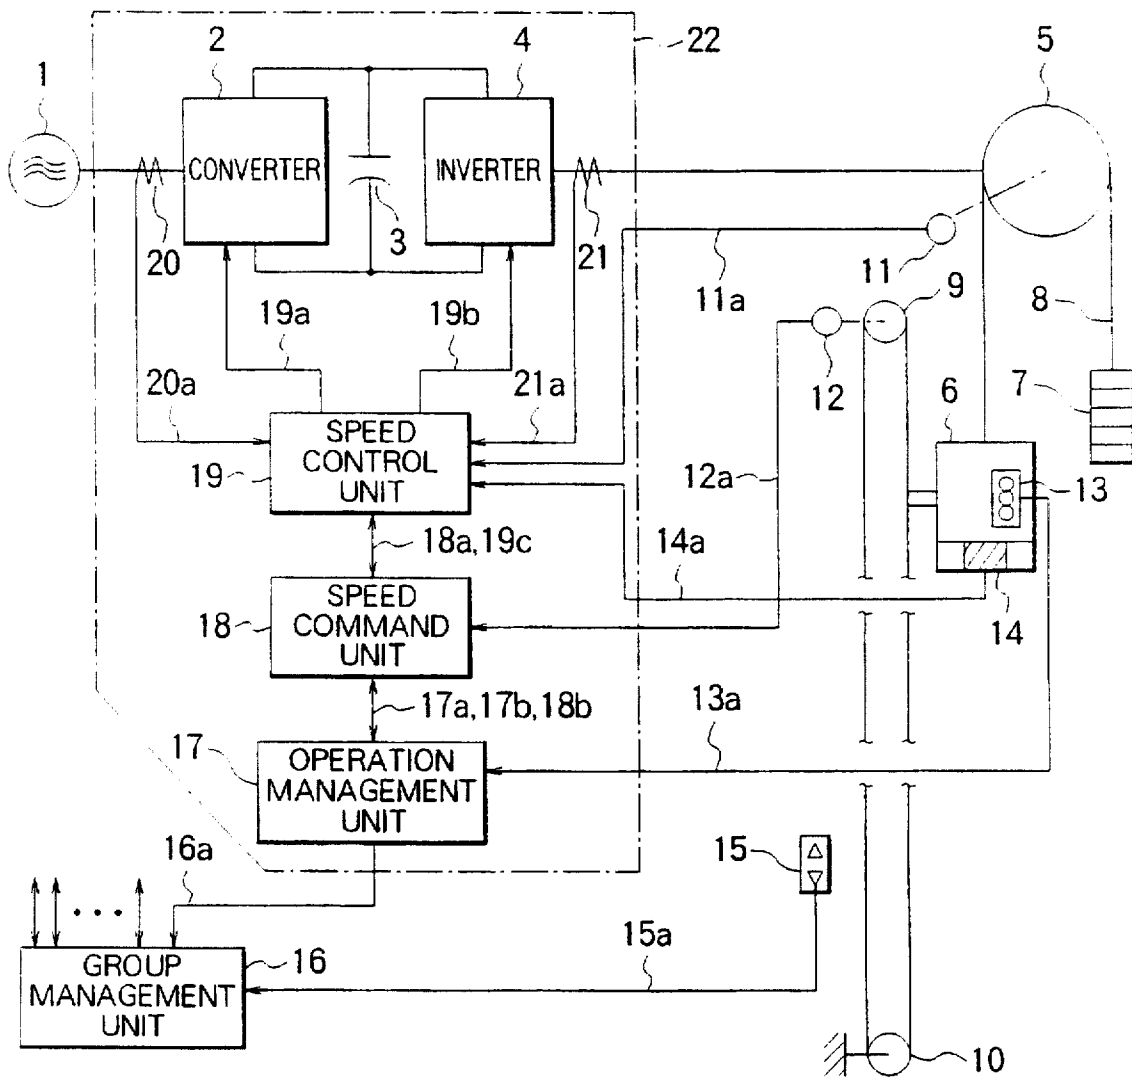 2
4
22
5
1
CONVERTER
INVERTER
3
20
21
11
11a
9
8
19a
19b
12
7
20a
21a
6
SPEED
CONTROL
UNIT
19
12a
13
18a, 19c
14a
SPEED
COMMAND
UNIT
18
14
17a, 17b, 18b
13a
17
OPERATION
MANAGEMENT
UNIT
16a
15
GROUP
MANAGEMENT
UNIT
16
15a
10